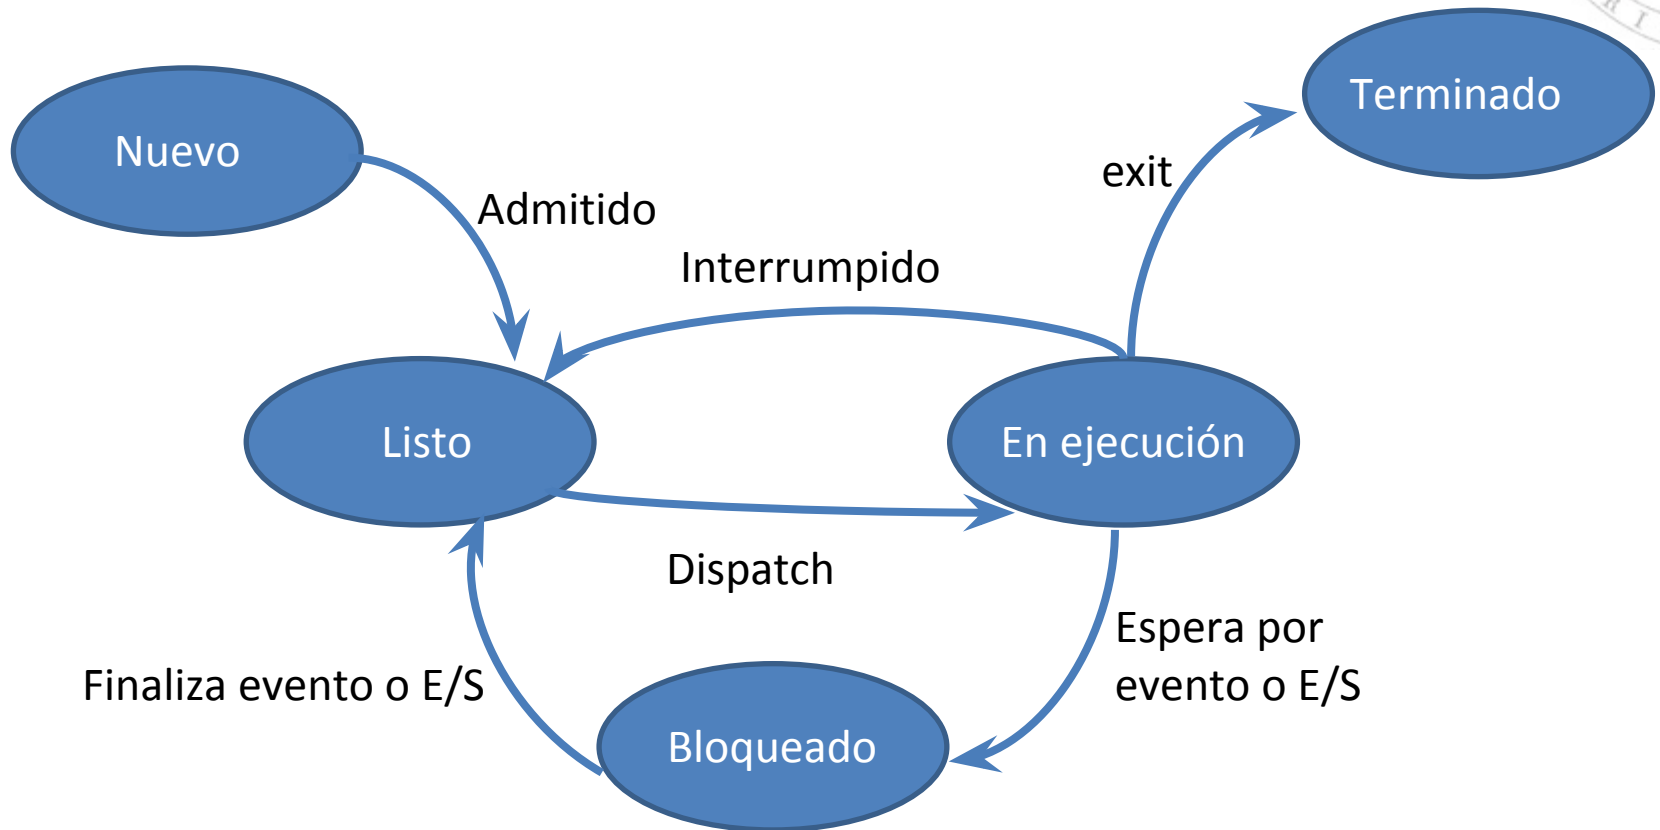 Terminado
Nuevo
exit
Admitido
Interrumpido
Listo
En ejecución
Dispatch
Espera por
evento o E/S
Finaliza evento o E/S
Bloqueado